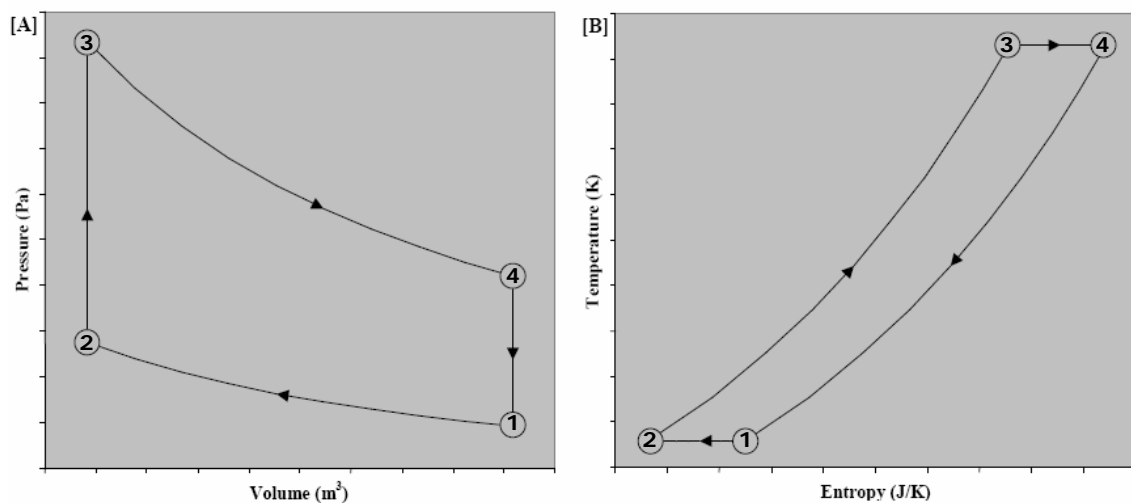 [A]
3
4
2
1
Pressure (Pa)
Volume (m³)
[B]
3
4
2
1
Temperature (K)
Entropy (J/K)